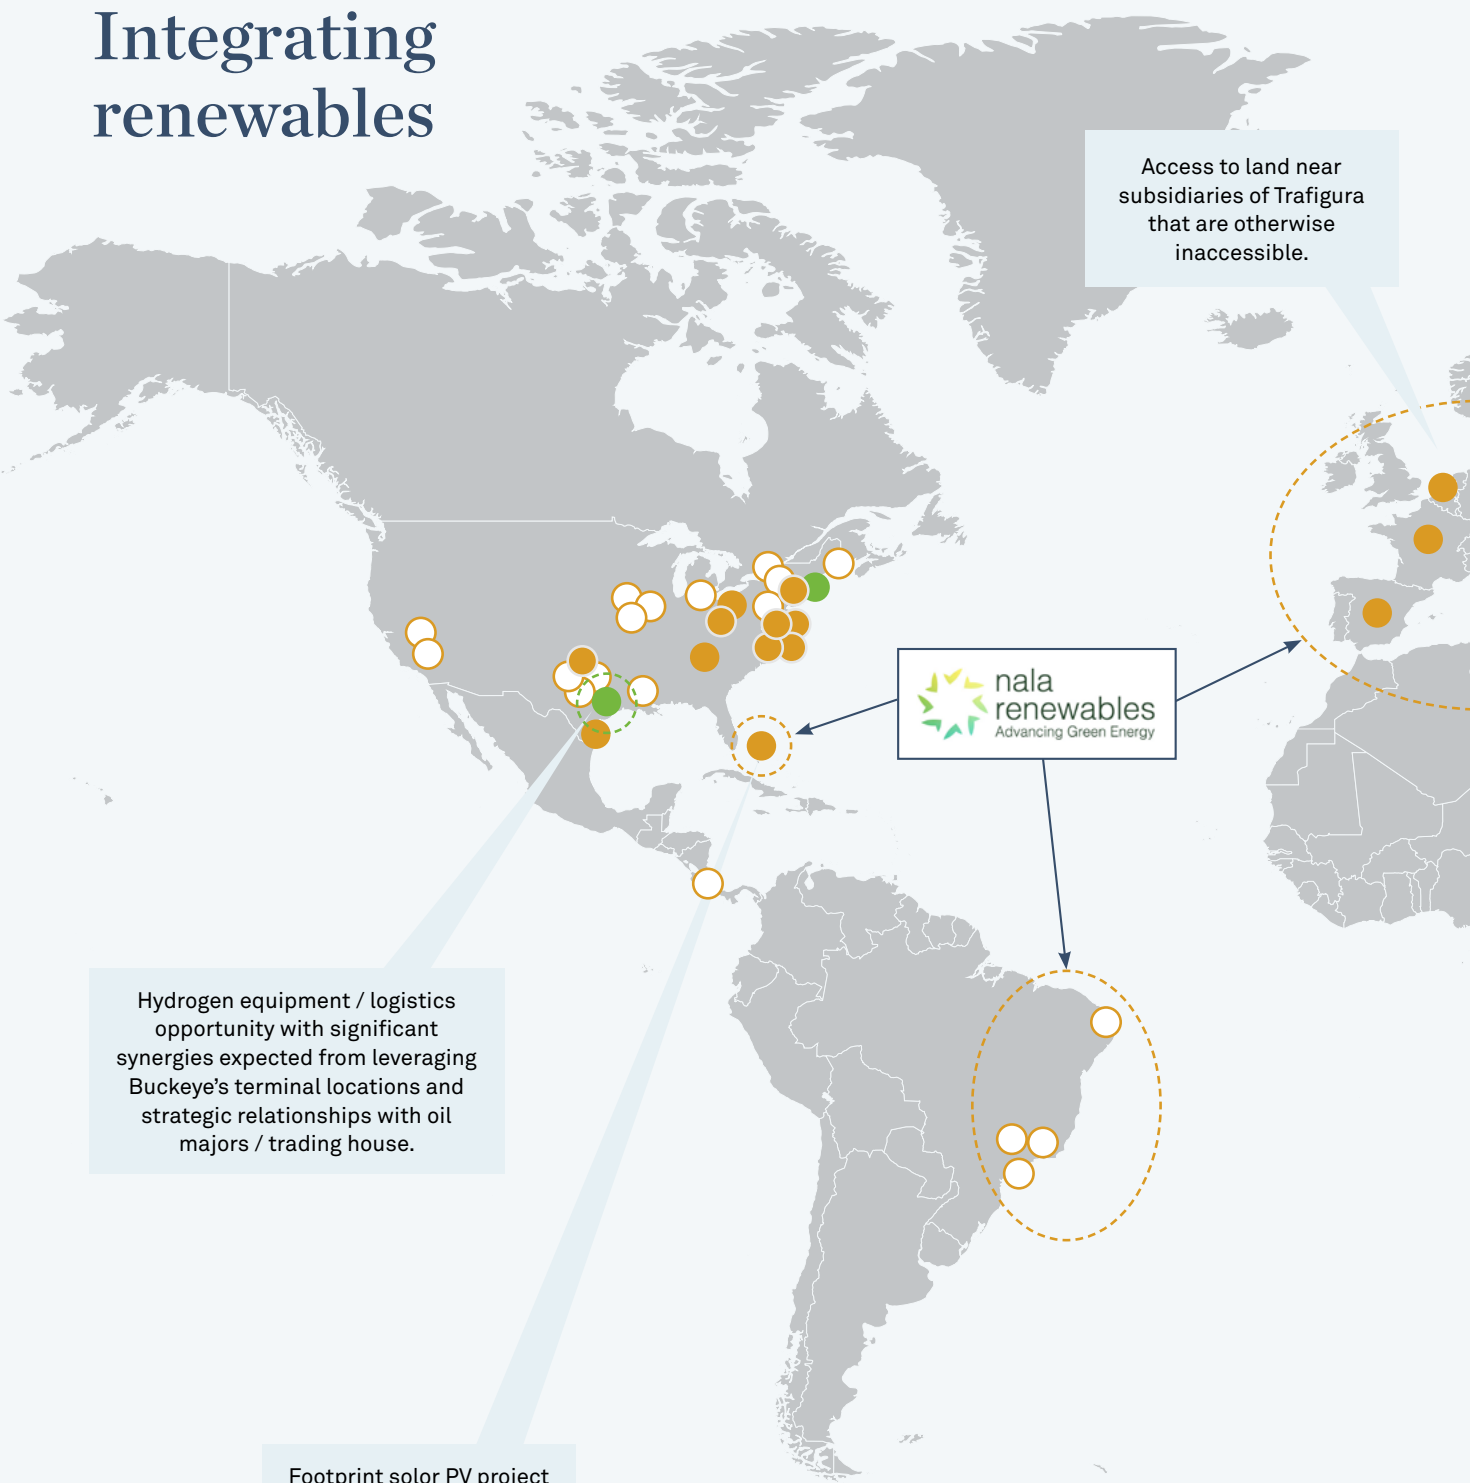 Integrating
renewables
Access to land near
subsidiaries of Trafigura
that are otherwise
inaccessible.
nala
renewables
Advancing Green Energy
Hydrogen equipment / logistics
opportunity with significant
synergies expected from leveraging
Buckeye’s terminal locations and
strategic relationships with oil
majors / trading house.
Footprint solor PV project